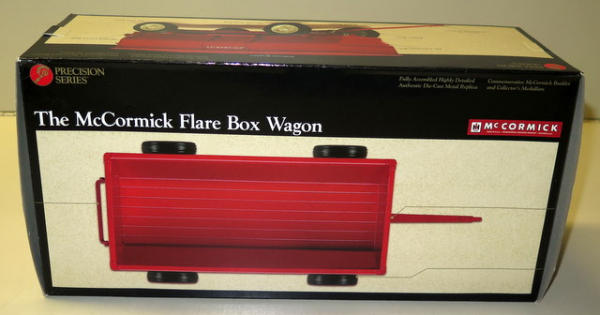 PRECISION
SERIES
Fully Assembled Highly Detailed
Authentic Die-Cast Metal Replica
Commemorative McCormick Booklet
and Collector's Medallion
The McCormick Flare Box Wagon
McCORMICK